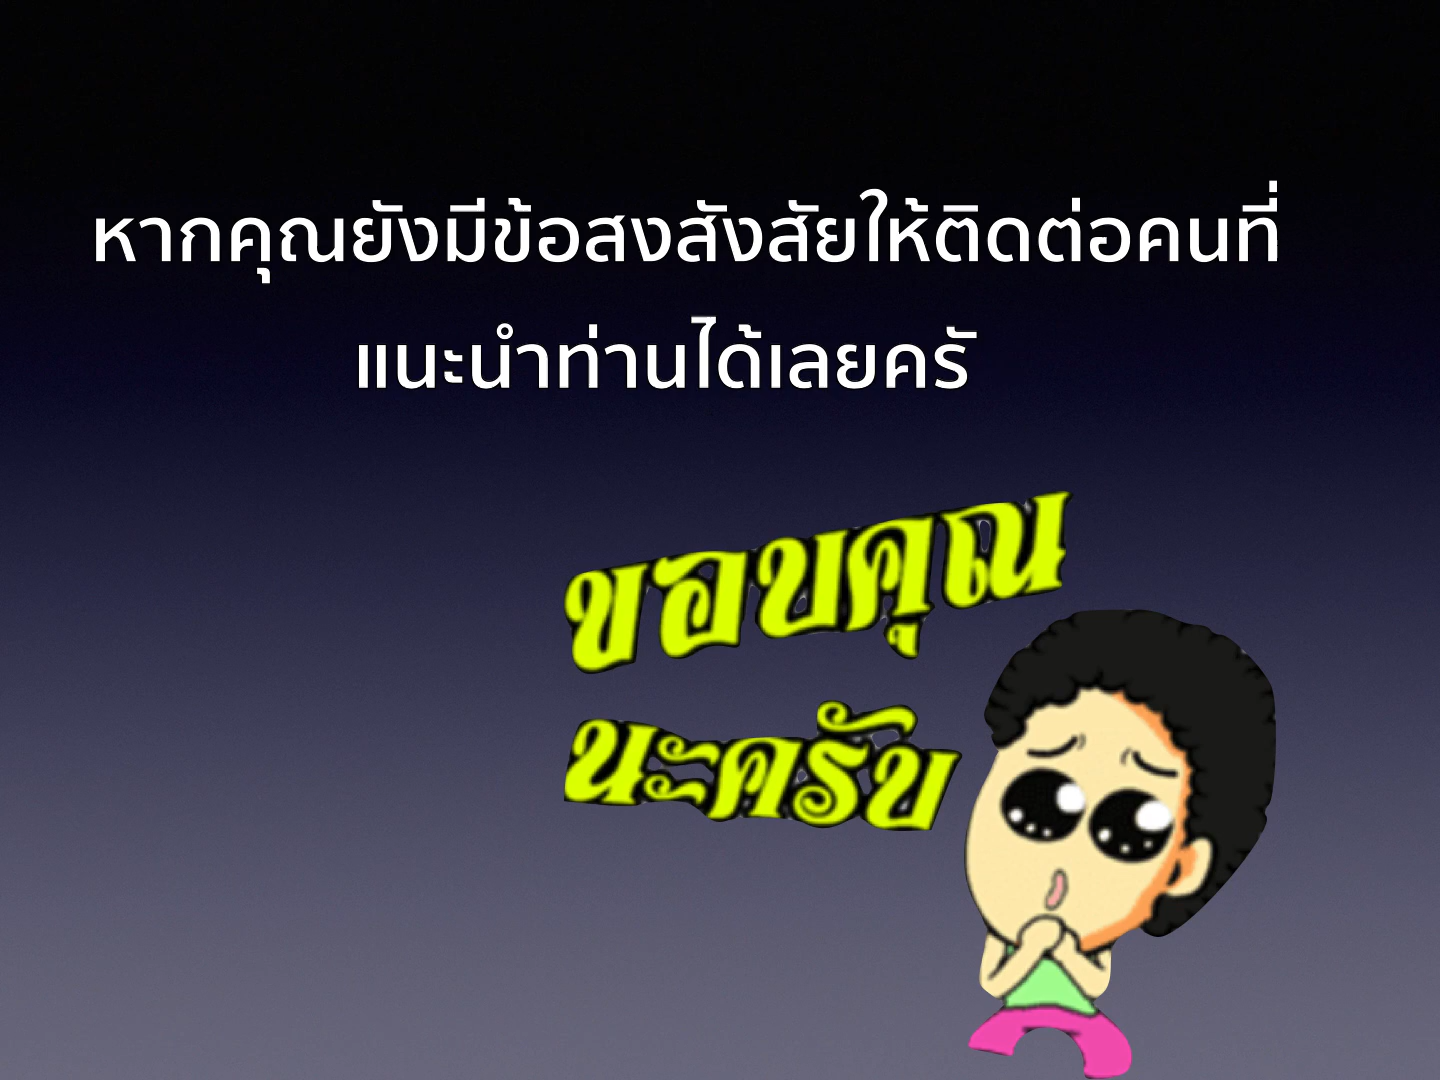 หากคุณยังมีข้อสงสังสัยให้ติดต่อคนที่
แนะนำท่านได้เลยครั
ขอบคุณ
นะครับ